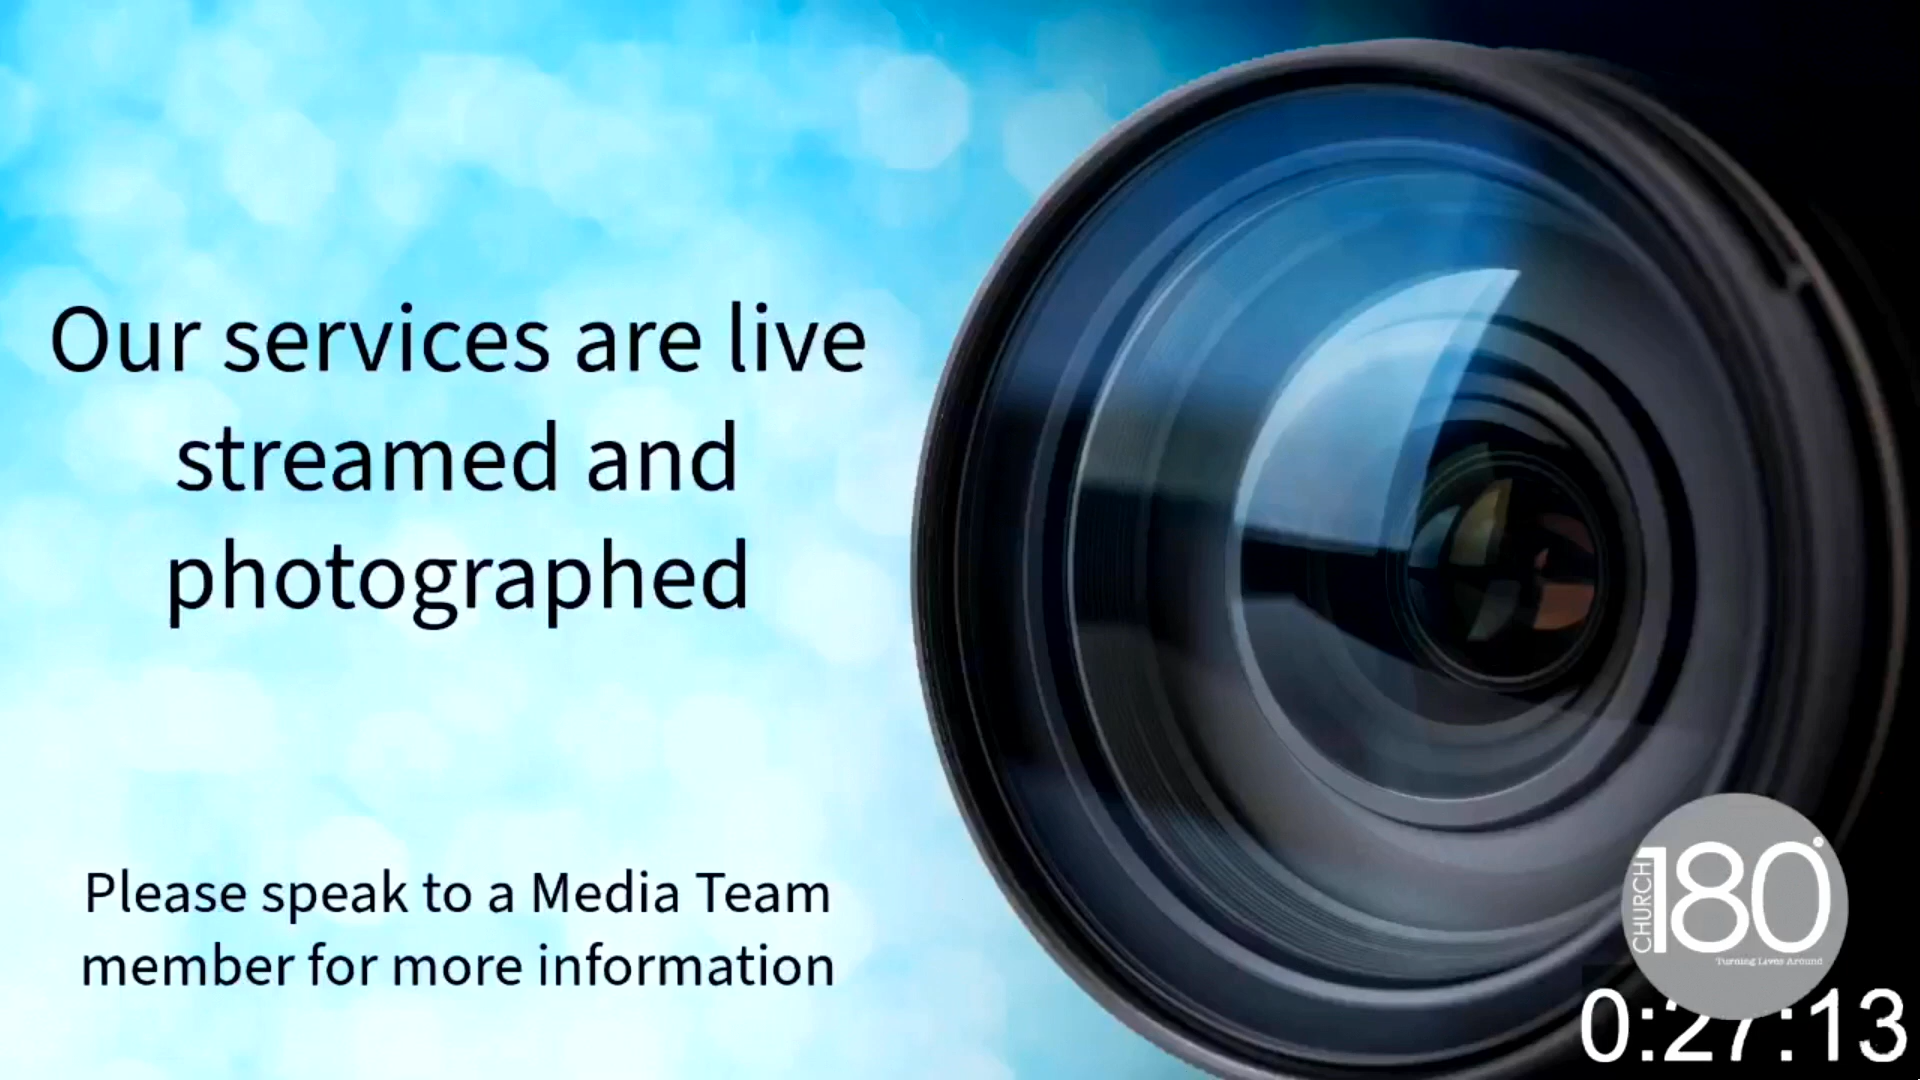 Our services are live
streamed and
photographed
Please speak to a Media Team
member for more information
CHURCH
180°
Turning Lives Around
0:27:13